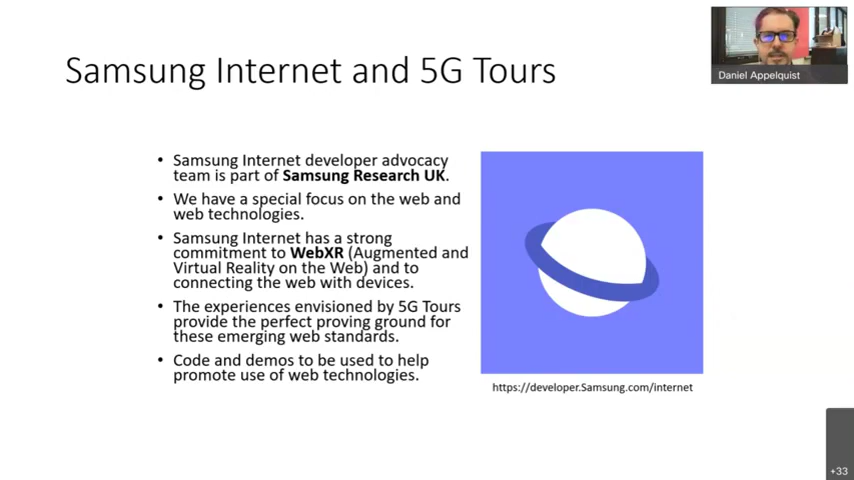 Samsung Internet and 5G Tours
Daniel Appelquist
• Samsung Internet developer advocacy
team is part of Samsung Research UK.
• We have a special focus on the web and
web technologies.
• Samsung Internet has a strong
commitment to WebXR (Augmented and
Virtual Reality on the Web) and to
connecting the web with devices.
• The experiences envisioned by 5G Tours
provide the perfect proving ground for
these emerging web standards.
• Code and demos to be used to help
promote use of web technologies.
https://developer.Samsung.com/internet
+33